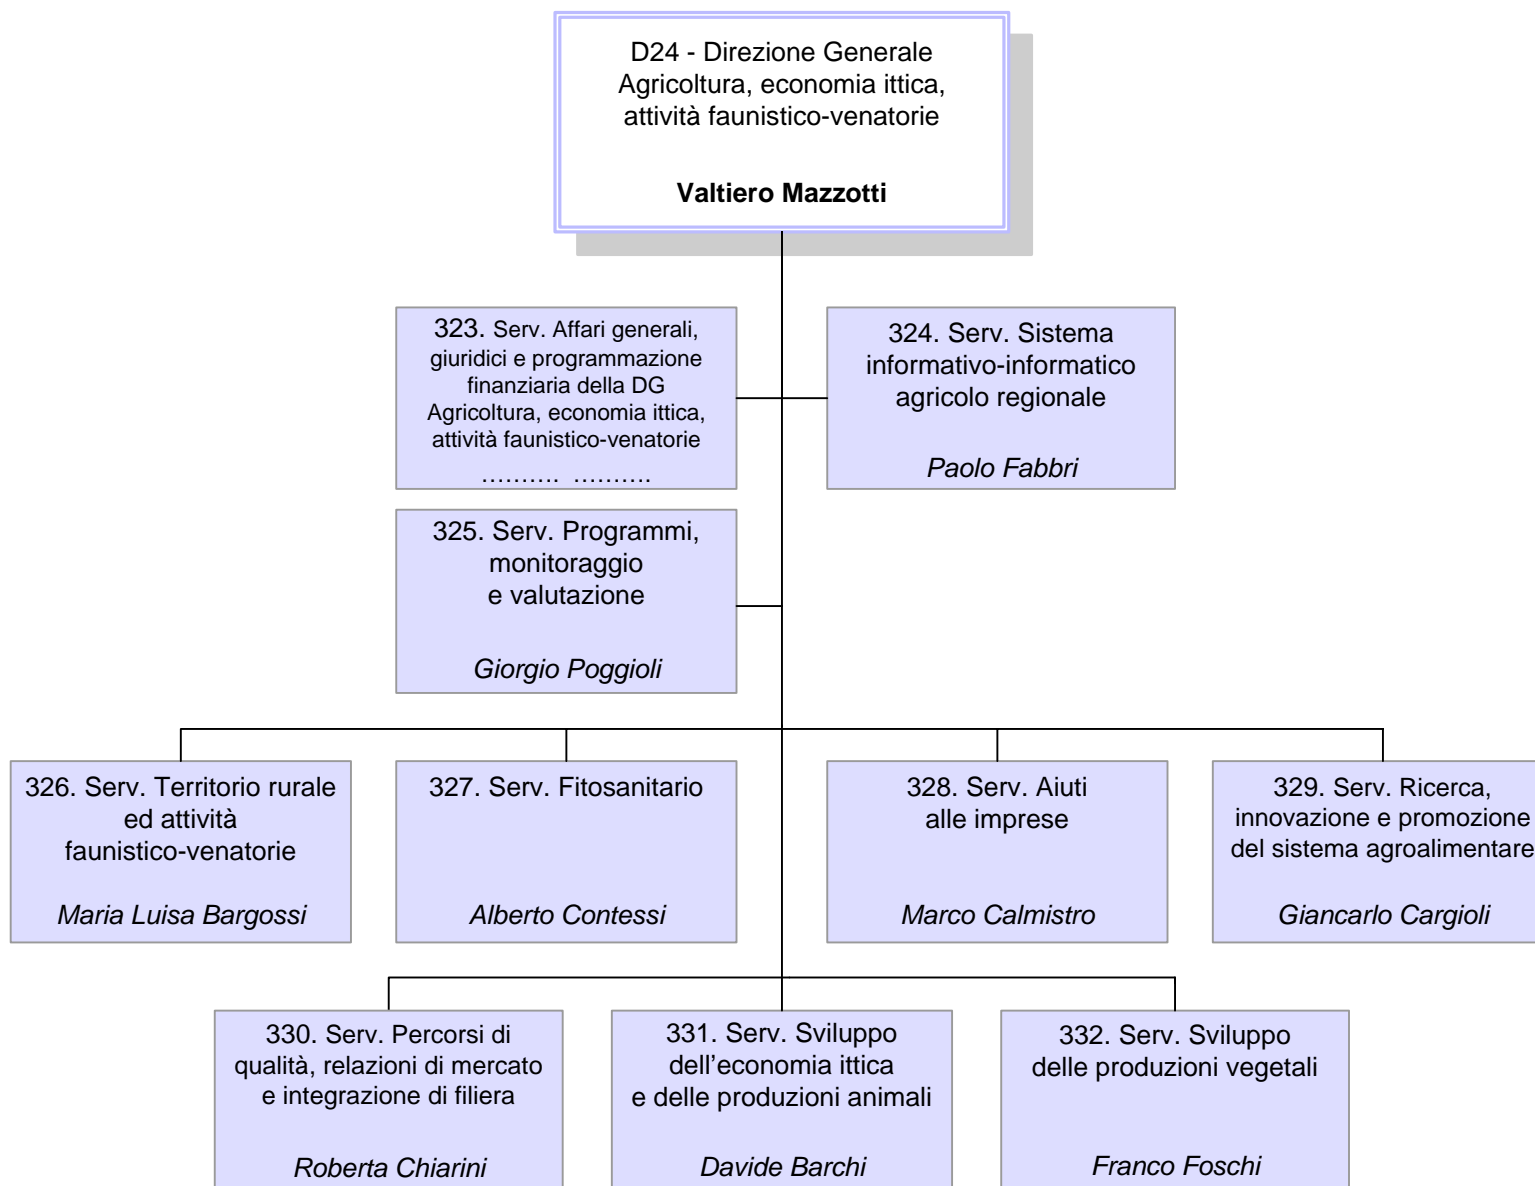 D24 - Direzione Generale
Agricoltura, economia ittica,
attività faunistico-venatorie
Valtiero Mazzotti
323. Serv. Affari generali,
giuridici e programmazione
finanziaria della DG
Agricoltura, economia ittica,
attività faunistico-venatorie
.......... ..........
324. Serv. Sistema
informativo-informatico
agricolo regionale
Paolo Fabbri
325. Serv. Programmi,
monitoraggio
e valutazione
Giorgio Poggioli
326. Serv. Territorio rurale
ed attività
faunistico-venatorie
Maria Luisa Bargossi
327. Serv. Fitosanitario
Alberto Contessi
328. Serv. Aiuti
alle imprese
Marco Calmistro
329. Serv. Ricerca,
innovazione e promozione
del sistema agroalimentare
Giancarlo Cargioli
330. Serv. Percorsi di
qualità, relazioni di mercato
e integrazione di filiera
Roberta Chiarini
331. Serv. Sviluppo
dell’economia ittica
e delle produzioni animali
Davide Barchi
332. Serv. Sviluppo
delle produzioni vegetali
Franco Foschi